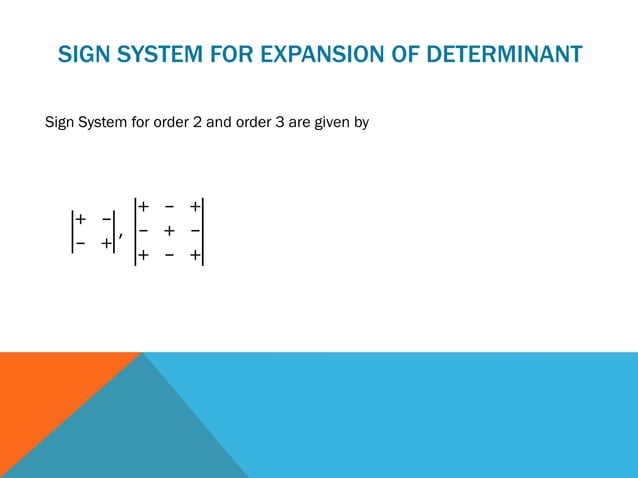 SIGN SYSTEM FOR EXPANSION OF DETERMINANT
Sign System for order 2 and order 3 are given by
|+ −|, |+ − +|
|− +| |− + −|
|+ − +|